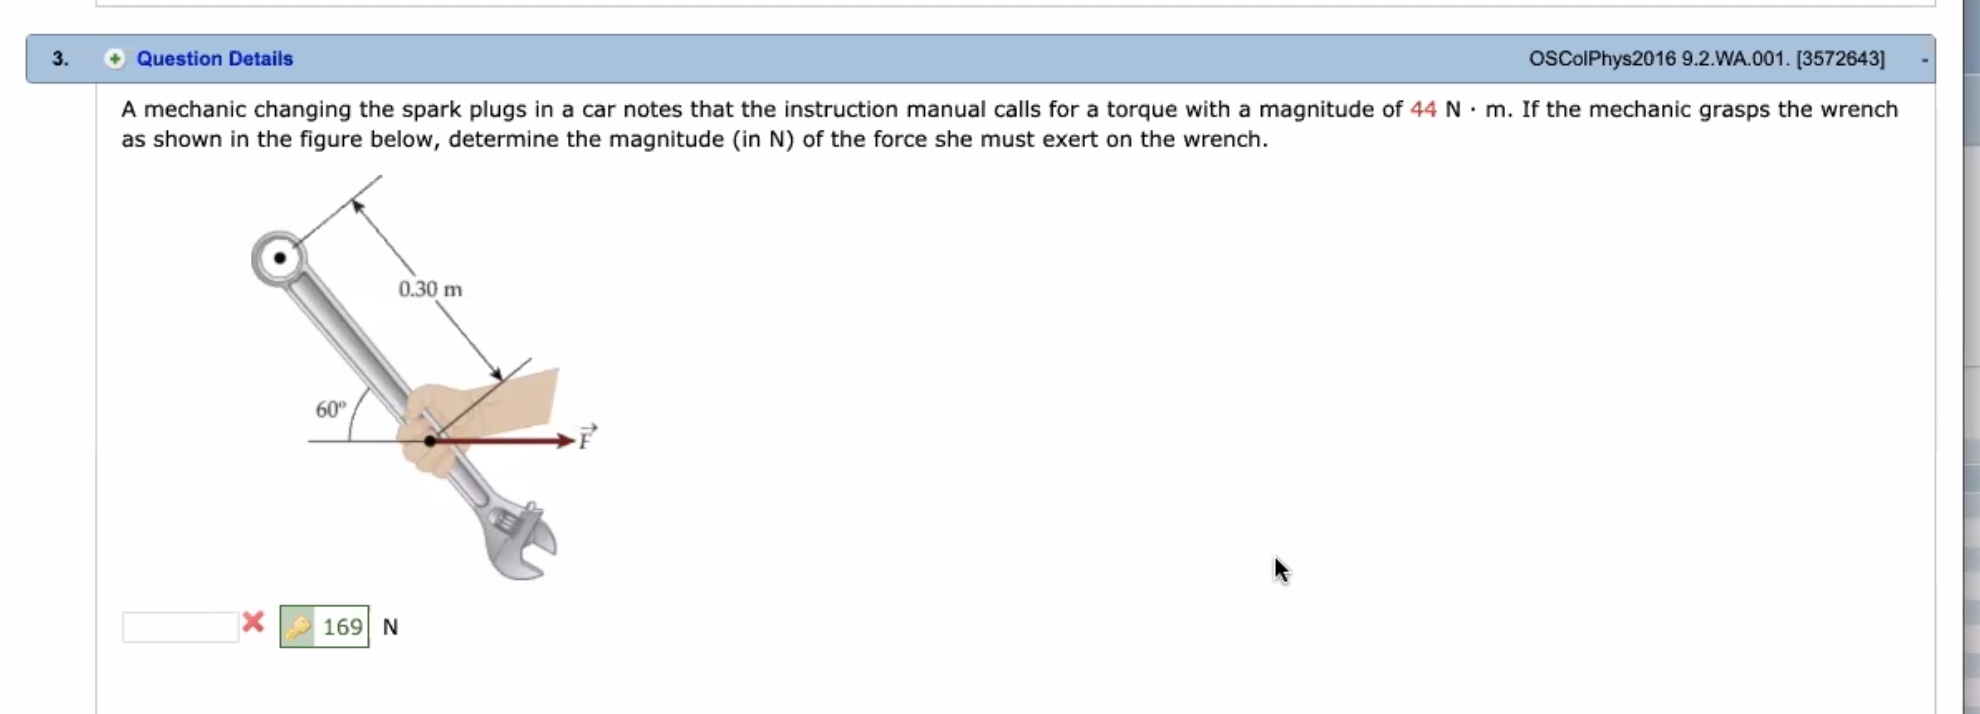 3. Question Details OSColPhys2016 9.2.WA.001. [3572643] -
A mechanic changing the spark plugs in a car notes that the instruction manual calls for a torque with a magnitude of 44 N · m. If the mechanic grasps the wrench
as shown in the figure below, determine the magnitude (in N) of the force she must exert on the wrench.
0.30 m
60°
F⃗
169 N